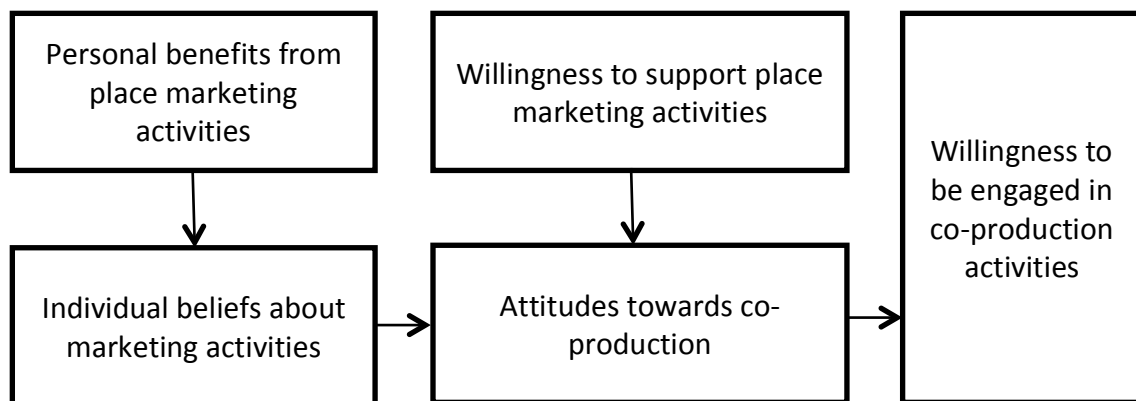 Personal benefits from
place marketing
activities
Willingness to support place
marketing activities
Willingness to
be engaged in
co-production
activities
Individual beliefs about
marketing activities
Attitudes towards co-
production